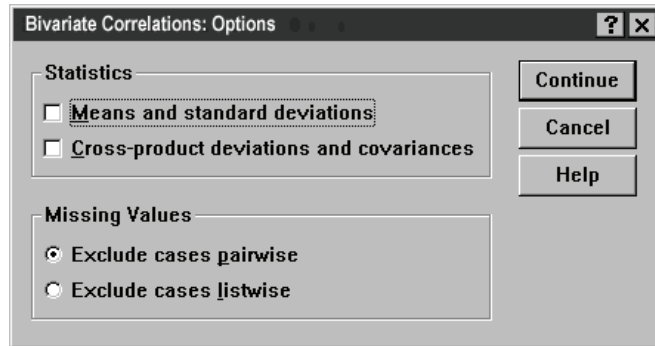 Bivariate Correlations: Options
? ×
Statistics
Means and standard deviations
Cross-product deviations and covariances
Missing Values
Exclude cases pairwise
Exclude cases listwise
Continue
Cancel
Help